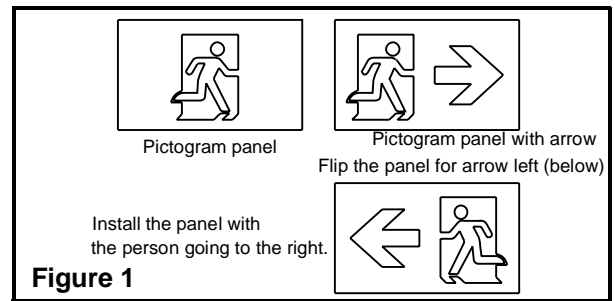 Pictogram panel
Pictogram panel with arrow
Flip the panel for arrow left (below)
Install the panel with
the person going to the right.
Figure 1